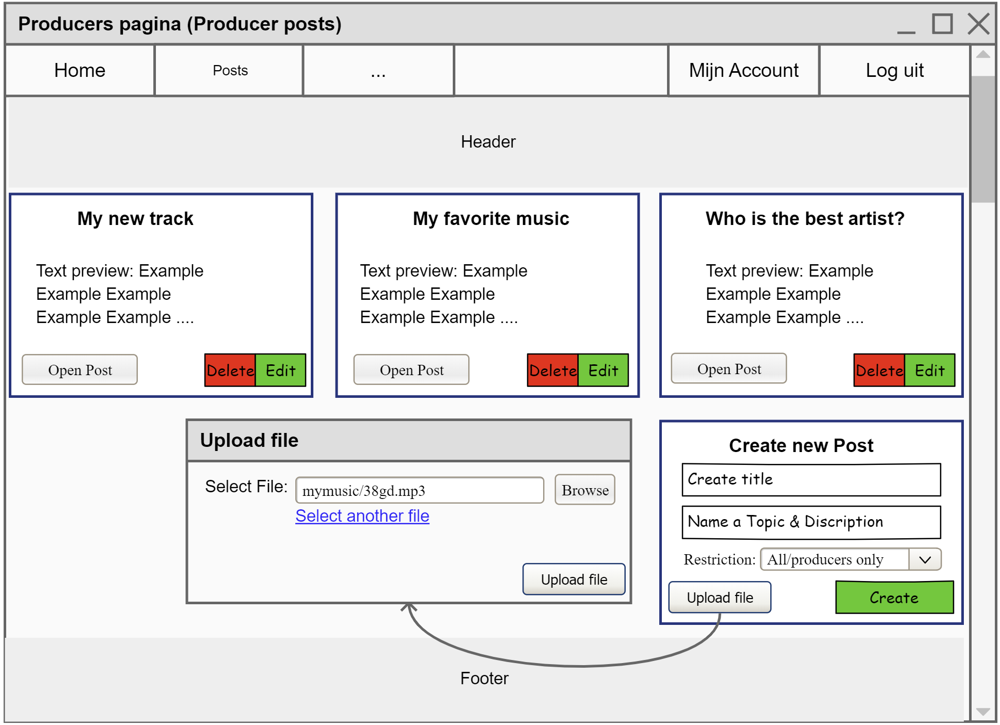 Producers pagina (Producer posts)
Home
Posts
...
Mijn Account
Log uit
Header
My new track
Text preview: Example
Example Example
Example Example ....
Open Post
Delete
Edit
My favorite music
Text preview: Example
Example Example
Example Example ....
Open Post
Delete
Edit
Who is the best artist?
Text preview: Example
Example Example
Example Example ....
Open Post
Delete
Edit
Upload file
Select File:
mymusic/38gd.mp3
Browse
Select another file
Upload file
Create new Post
Create title
Name a Topic & Discription
Restriction:
All/producers only
Upload file
Create
Footer